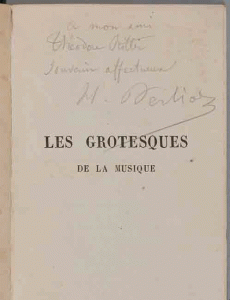 à mon ami
Théodore Ritter
Souvenir affectueux
H. Berlioz
LES GROTESQUES
DE LA MUSIQUE